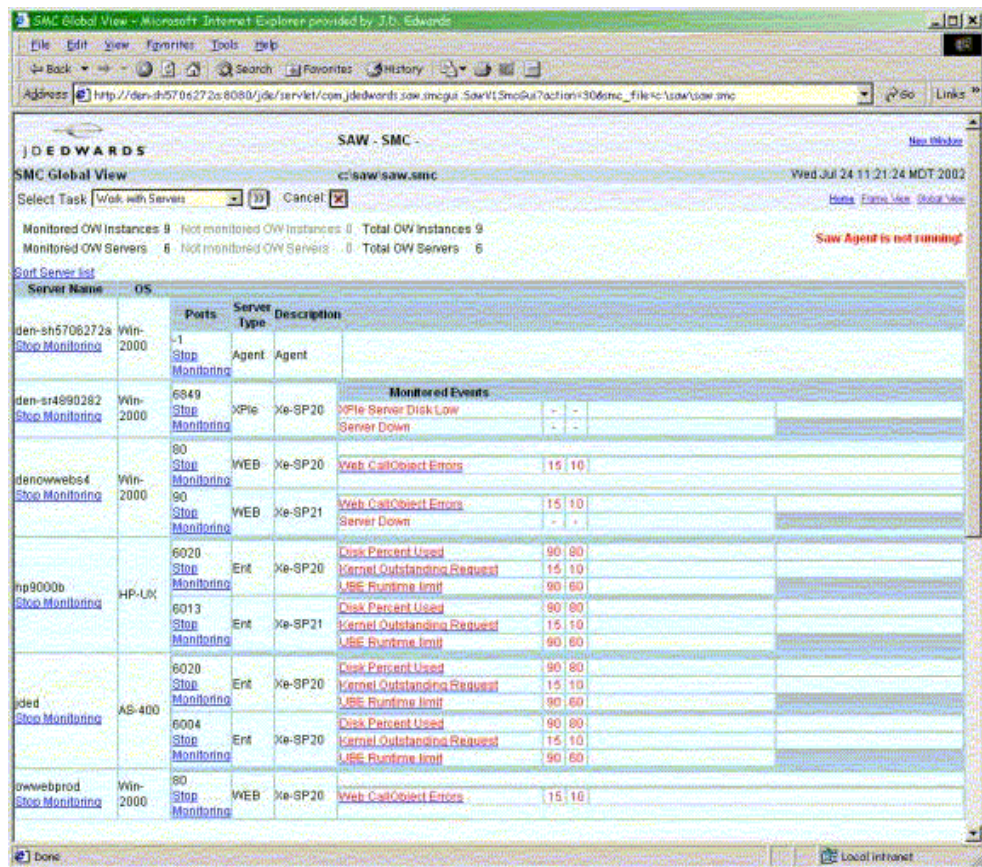 SMC Global View - Microsoft Internet Explorer provided by J.D. Edwards
File Edit View Favorites Tools Help
Back Search Favorites History
Address http://den-sh5706272a:8080/jde/servlet/com.jdedwards.saw.smcgui.SawV1SmcGui?action=30&smc_file=c:\saw\saw.smc Go Links »
JDEDWARDS SAW - SMC - New Window
SMC Global View c:\saw\saw.smc Wed Jul 24 11:21:24 MDT 2002
Select Task Work with Servers Cancel Home Frame View Global View
Monitored OW Instances 9 Not monitored OW Instances 0 Total OW Instances 9
Monitored OW Servers 6 Not monitored OW Servers 0 Total OW Servers 6
Saw Agent is not running!
Sort Server list
Server Name OS
Ports Server Type Description
den-sh5706272a Stop Monitoring Win-2000
-1 Stop Monitoring Agent Agent
den-sr4890282 Stop Monitoring Win-2000
6849 Stop Monitoring XPIe Xe-SP20
Monitored Events
XPIe Server Disk Low - -
Server Down - -
denowwebs4 Stop Monitoring Win-2000
80 Stop Monitoring WEB Xe-SP20
Web CallObject Errors 15 10
90 Stop Monitoring WEB Xe-SP21
Web CallObject Errors 15 10
Server Down - -
hp9000b Stop Monitoring HP-UX
6020 Stop Monitoring Ent Xe-SP20
Disk Percent Used 90 80
Kernel Outstanding Request 15 10
UBE Runtime limit 90 60
6013 Stop Monitoring Ent Xe-SP21
Disk Percent Used 90 80
Kernel Outstanding Request 15 10
UBE Runtime limit 90 60
jded Stop Monitoring AS-400
6020 Stop Monitoring Ent Xe-SP20
Disk Percent Used 90 80
Kernel Outstanding Request 15 10
UBE Runtime limit 90 60
6004 Stop Monitoring Ent Xe-SP20
Disk Percent Used 90 80
Kernel Outstanding Request 15 10
UBE Runtime limit 90 60
owwebprod Stop Monitoring Win-2000
80 Stop Monitoring WEB Xe-SP20
Web CallObject Errors 15 10
Done Local intranet